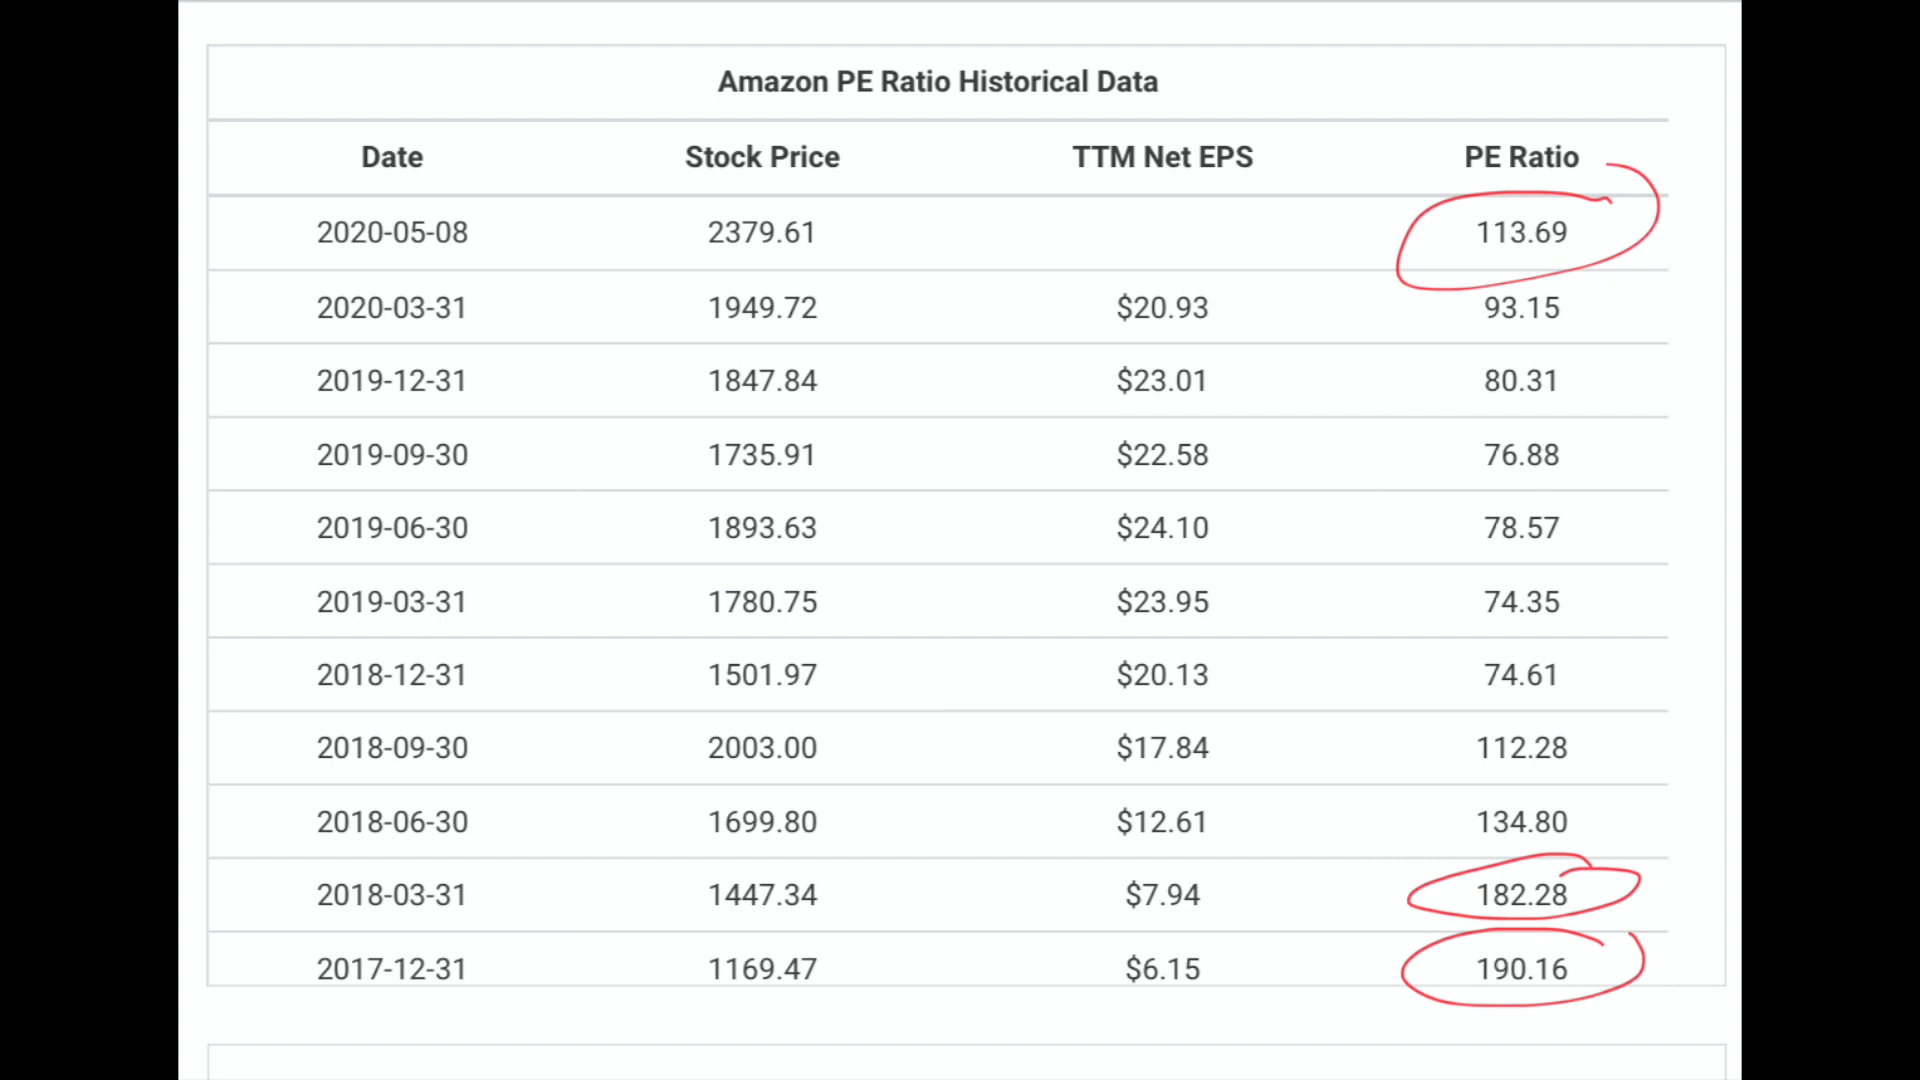 Amazon PE Ratio Historical Data
Date Stock Price TTM Net EPS PE Ratio
2020-05-08 2379.61 113.69
2020-03-31 1949.72 $20.93 93.15
2019-12-31 1847.84 $23.01 80.31
2019-09-30 1735.91 $22.58 76.88
2019-06-30 1893.63 $24.10 78.57
2019-03-31 1780.75 $23.95 74.35
2018-12-31 1501.97 $20.13 74.61
2018-09-30 2003.00 $17.84 112.28
2018-06-30 1699.80 $12.61 134.80
2018-03-31 1447.34 $7.94 182.28
2017-12-31 1169.47 $6.15 190.16